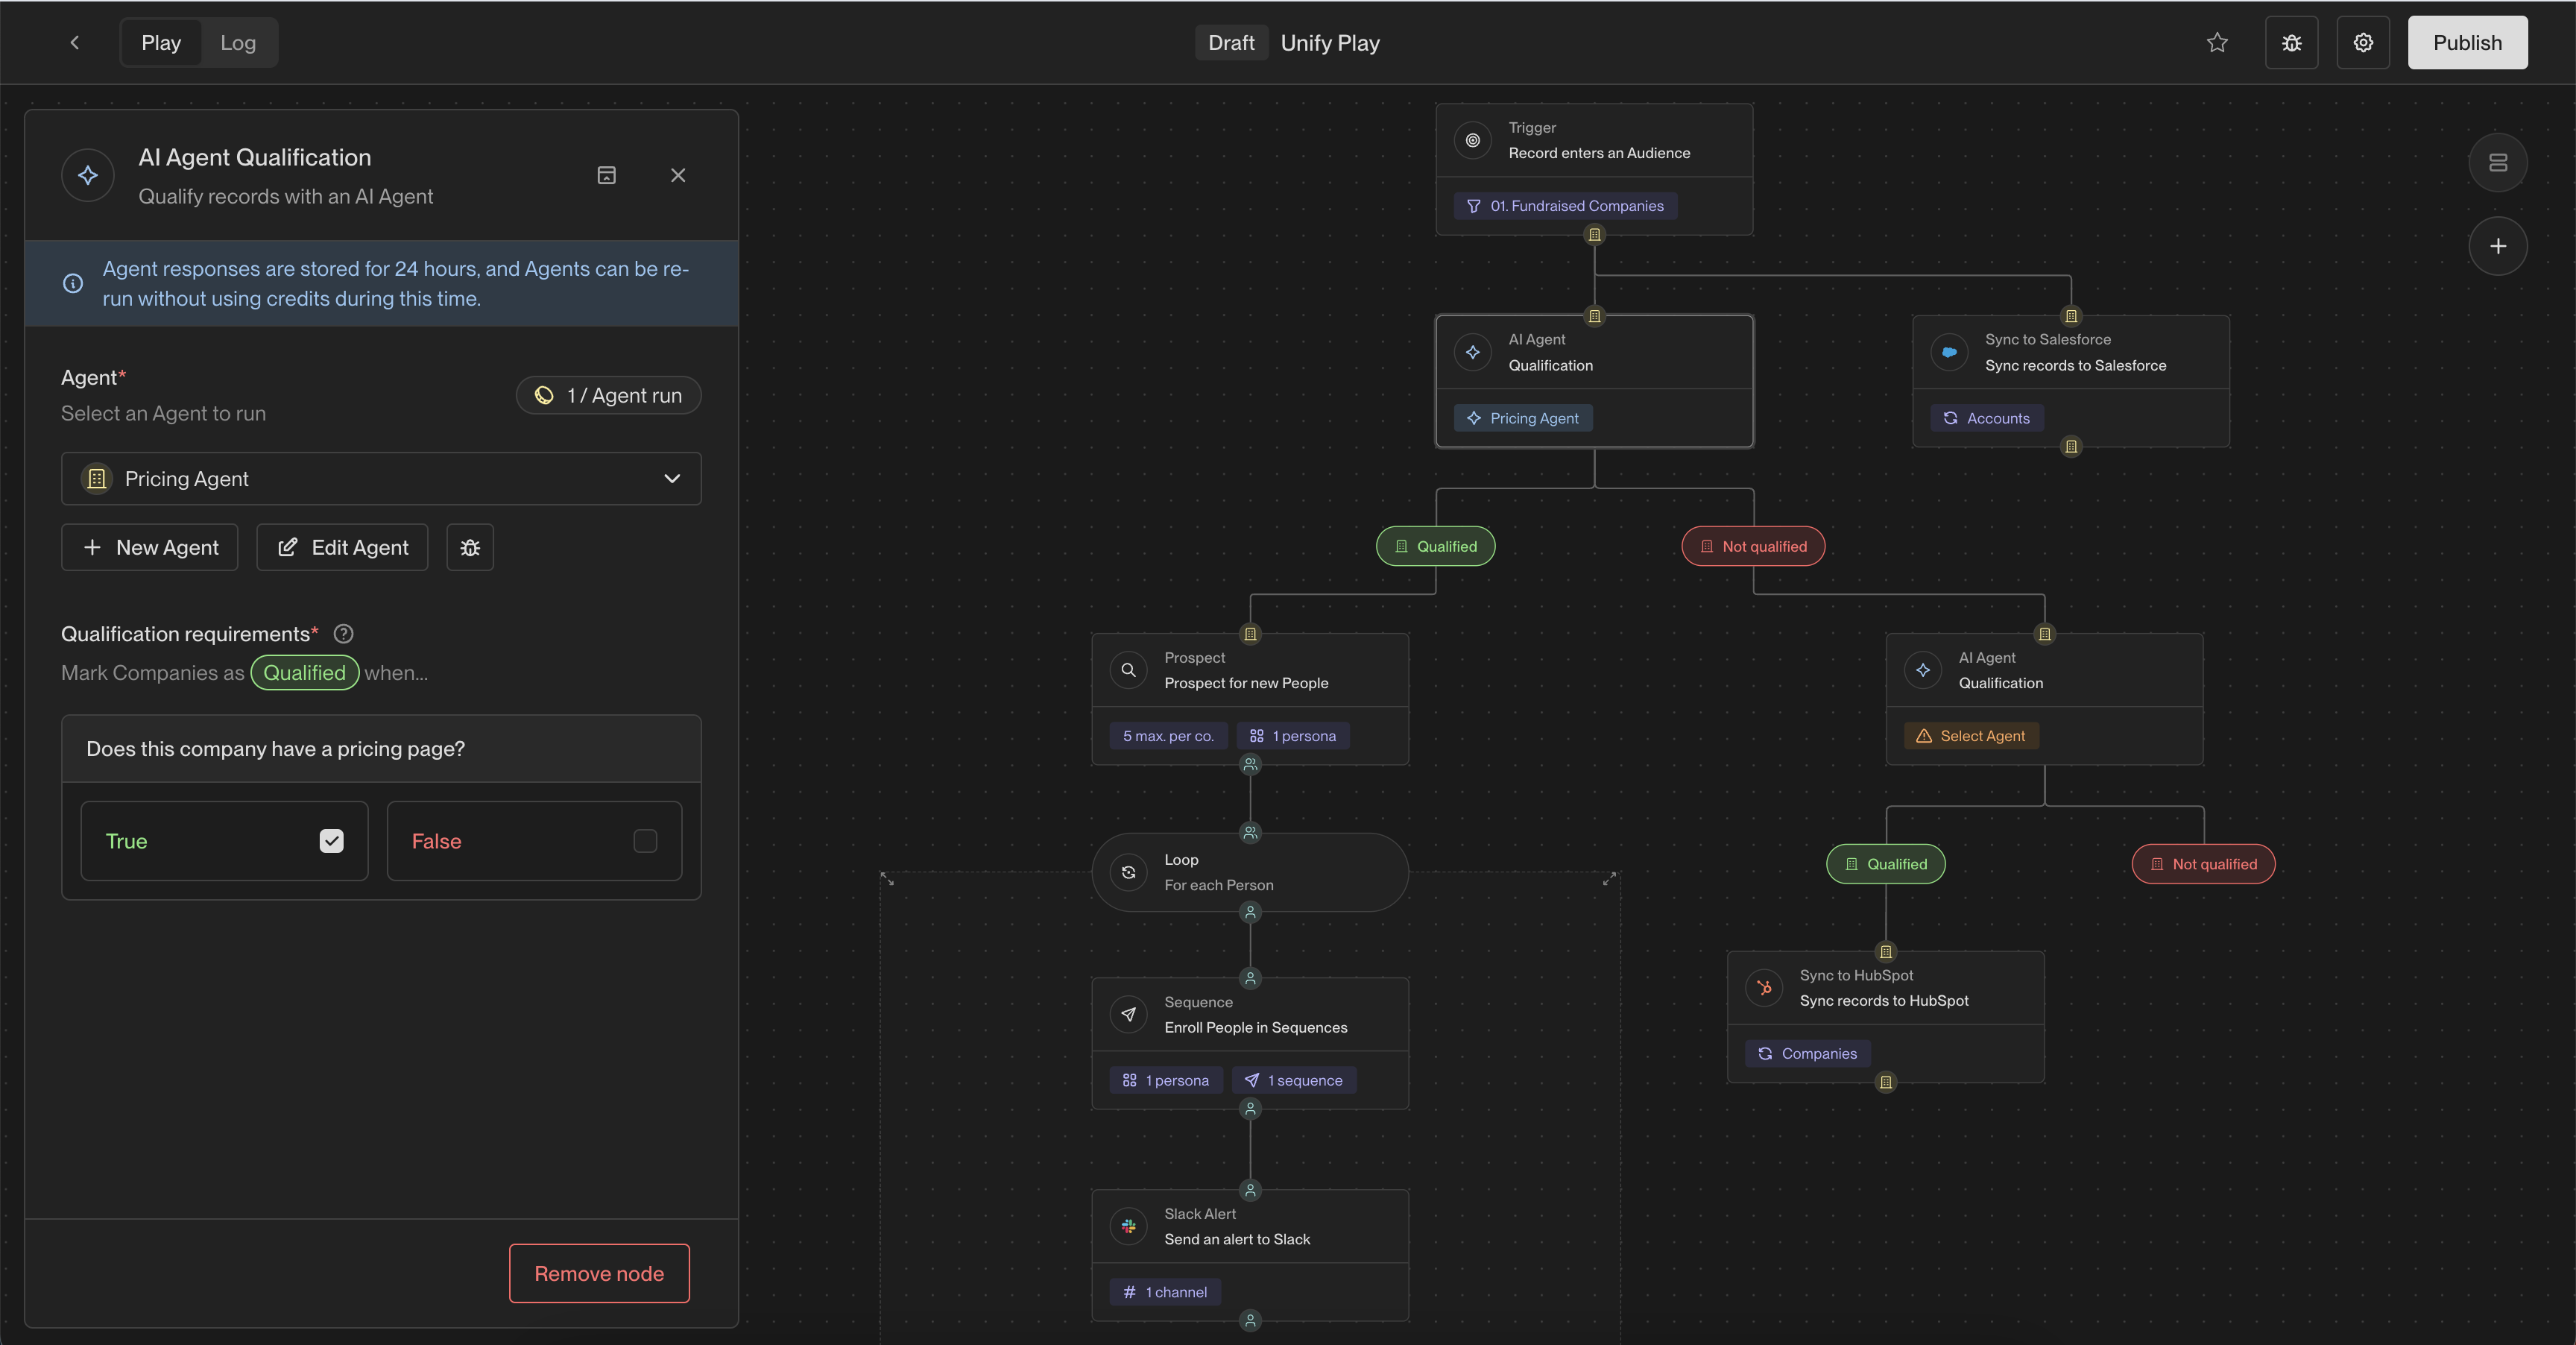 Play
Log
Draft
Unify Play
Publish
AI Agent Qualification
Qualify records with an AI Agent
Agent responses are stored for 24 hours, and Agents can be re-
run without using credits during this time.
Agent*
Select an Agent to run
1 / Agent run
Pricing Agent
New Agent
Edit Agent
Qualification requirements*
Mark Companies as Qualified when...
Does this company have a pricing page?
True
False
Remove node
Trigger
Record enters an Audience
01. Fundraised Companies
AI Agent
Qualification
Pricing Agent
Sync to Salesforce
Sync records to Salesforce
Accounts
Qualified
Not qualified
Prospect
Prospect for new People
5 max. per co.
1 persona
AI Agent
Qualification
Select Agent
Loop
For each Person
Qualified
Not qualified
Sequence
Enroll People in Sequences
1 persona
1 sequence
Sync to HubSpot
Sync records to HubSpot
Companies
Slack Alert
Send an alert to Slack
1 channel